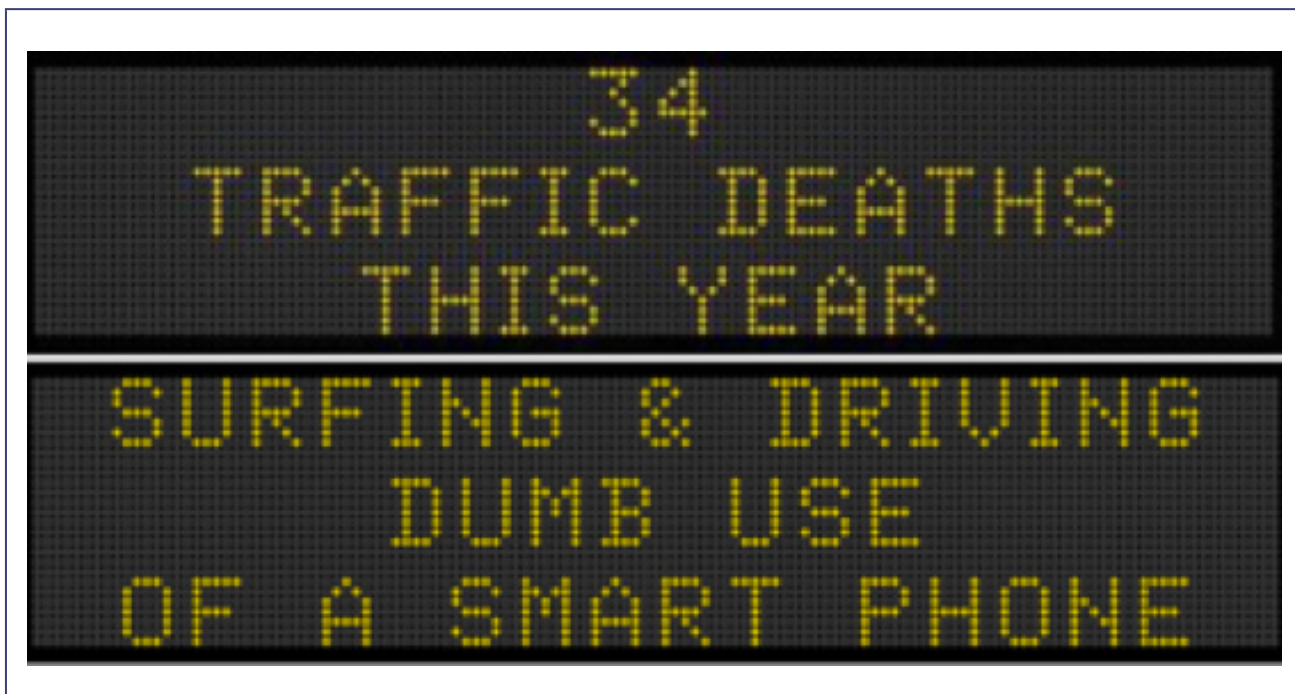 34
TRAFFIC DEATHS
THIS YEAR
SURFING & DRIVING
DUMB USE
OF A SMART PHONE